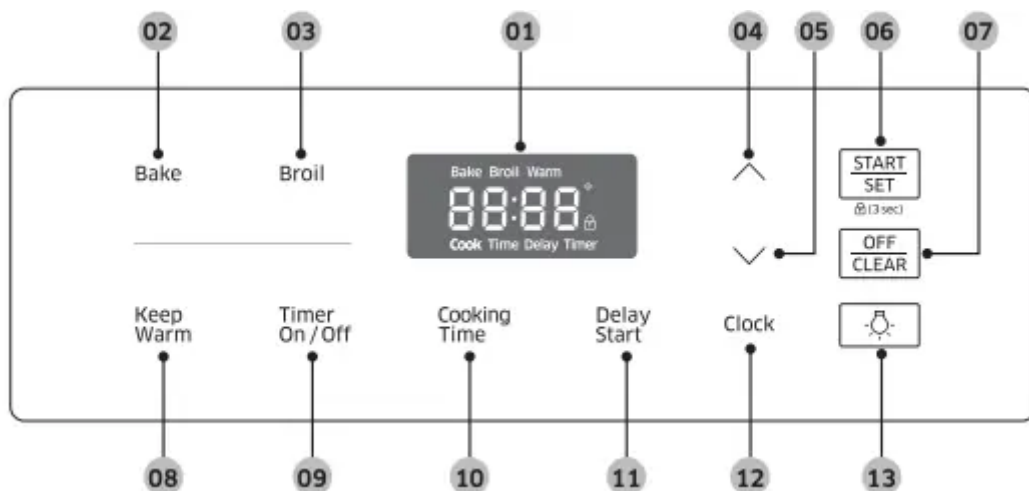 02 03 01 04 05 06 07
Bake Broil
Bake Broil Warm
88:88
Cook Time Delay Timer
START
SET
(3 sec)
OFF
CLEAR
Keep
Warm
Timer
On / Off
Cooking
Time
Delay
Start
Clock
08 09 10 11 12 13